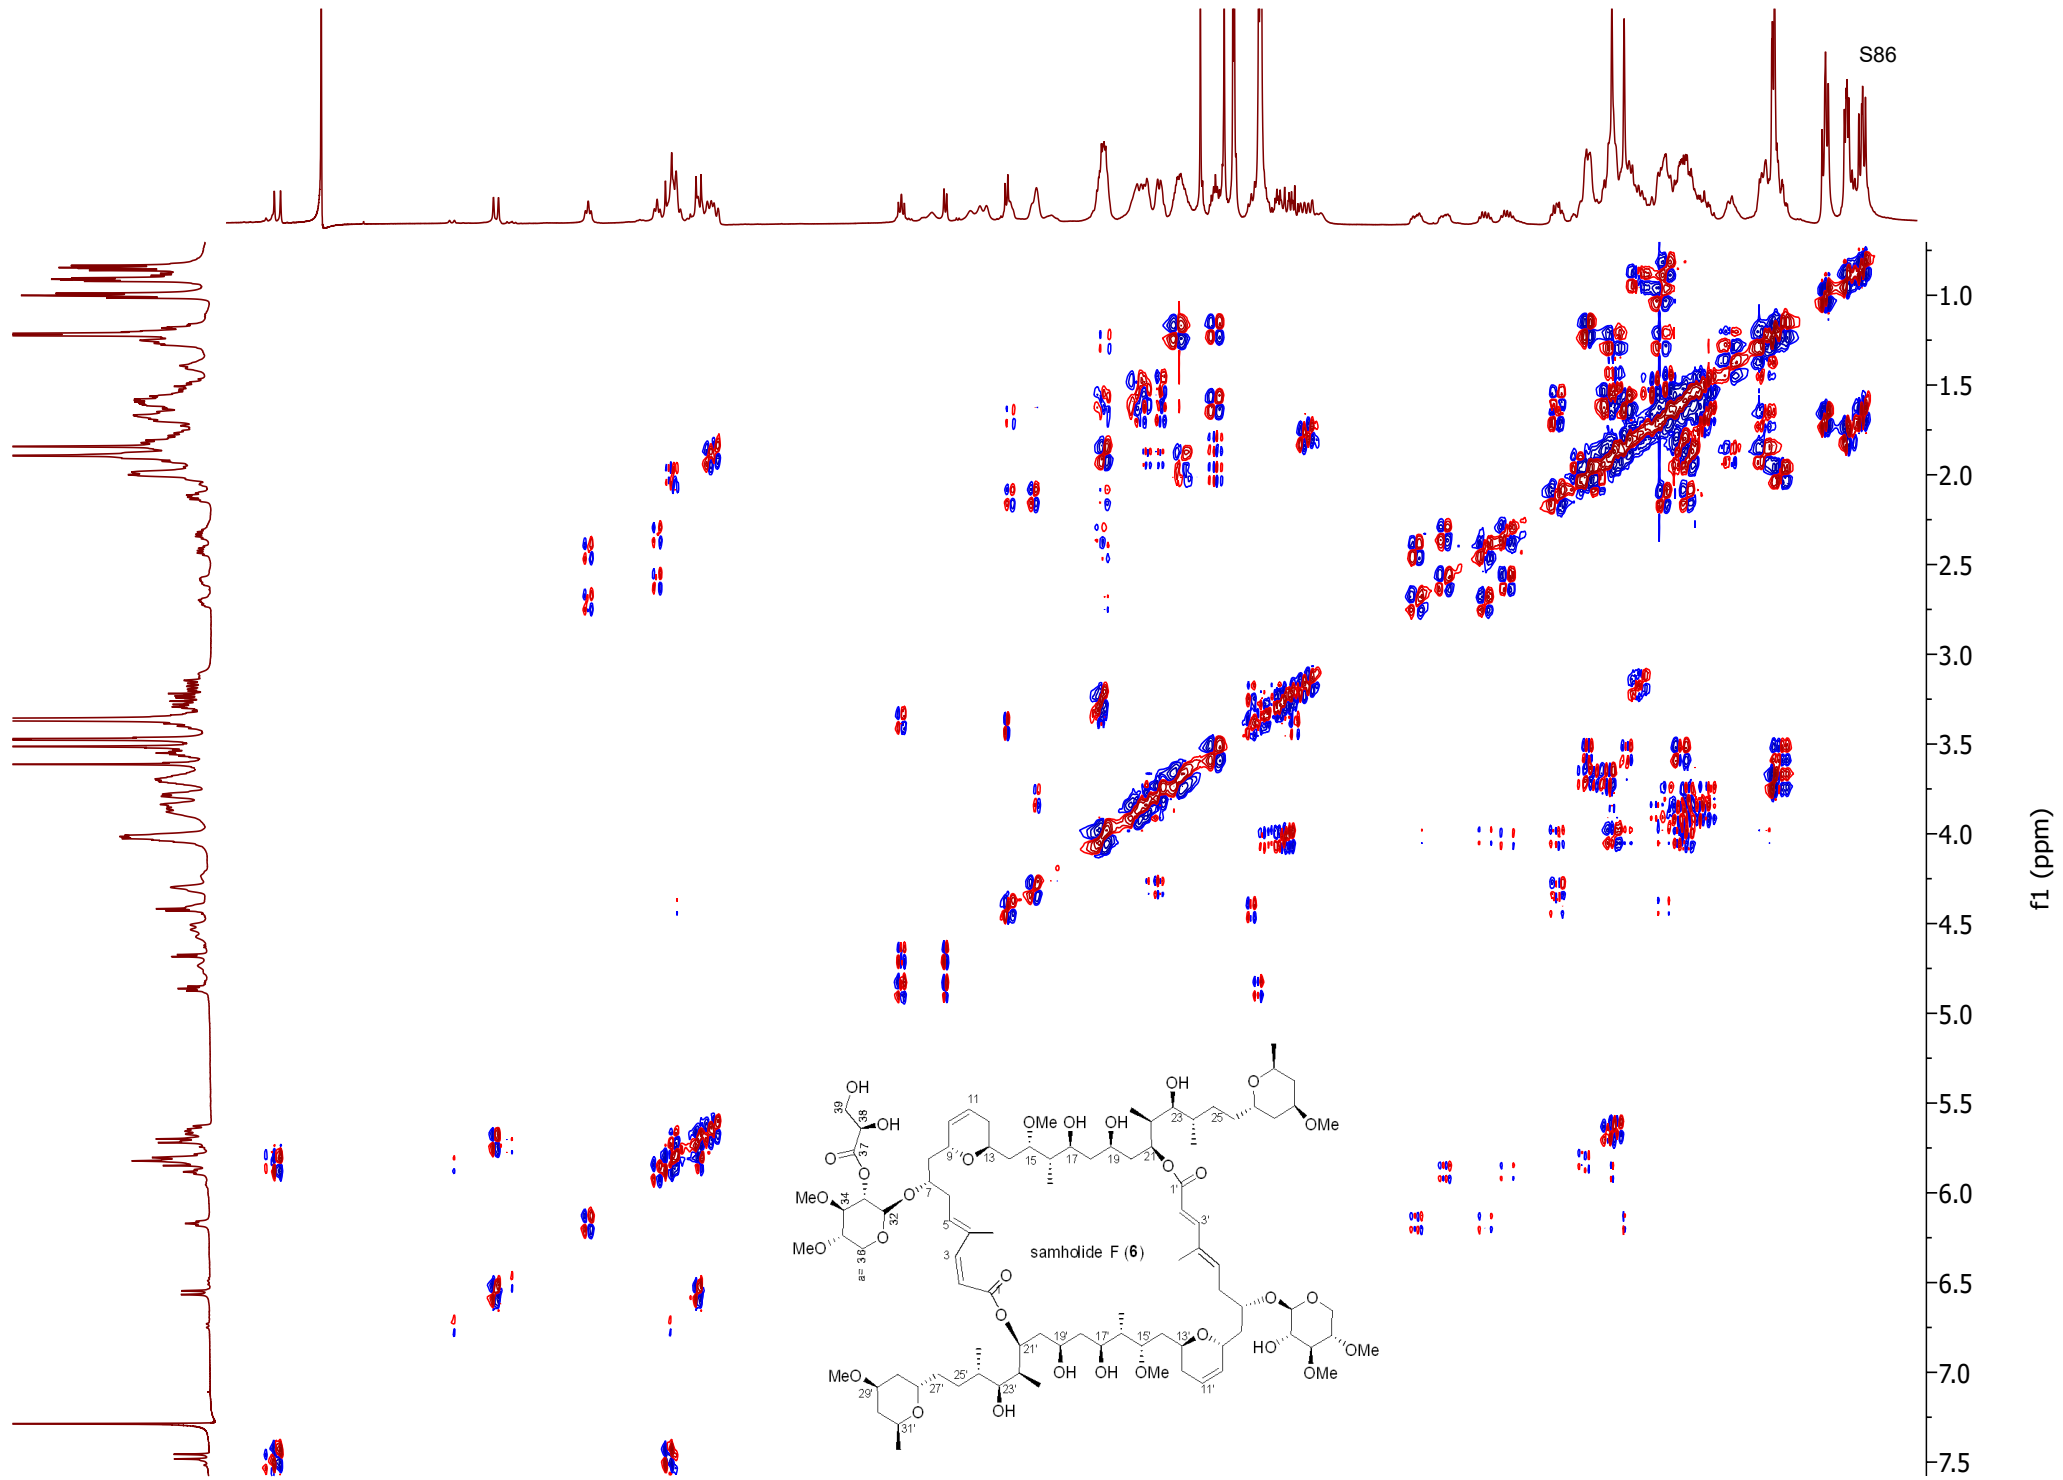 S86
1.0
1.5
2.0
2.5
3.0
3.5
4.0
4.5
5.0
5.5
6.0
6.5
7.0
7.5
f1 (ppm)
OH
39
38
OH
37
O
O
MeO
34
MeO
36
a=
O
32
O
7
5
3
O
1
O
11
9
O
13
OMe
15
OH
17
OH
19
21
O
O
1'
3'
OH
23
25
O
OMe
samholide F (6)
O
O
HO
OMe
OMe
13'
O
11'
15'
OMe
17'
OH
19'
OH
21'
23'
OH
25'
27'
O
MeO
29'
31'